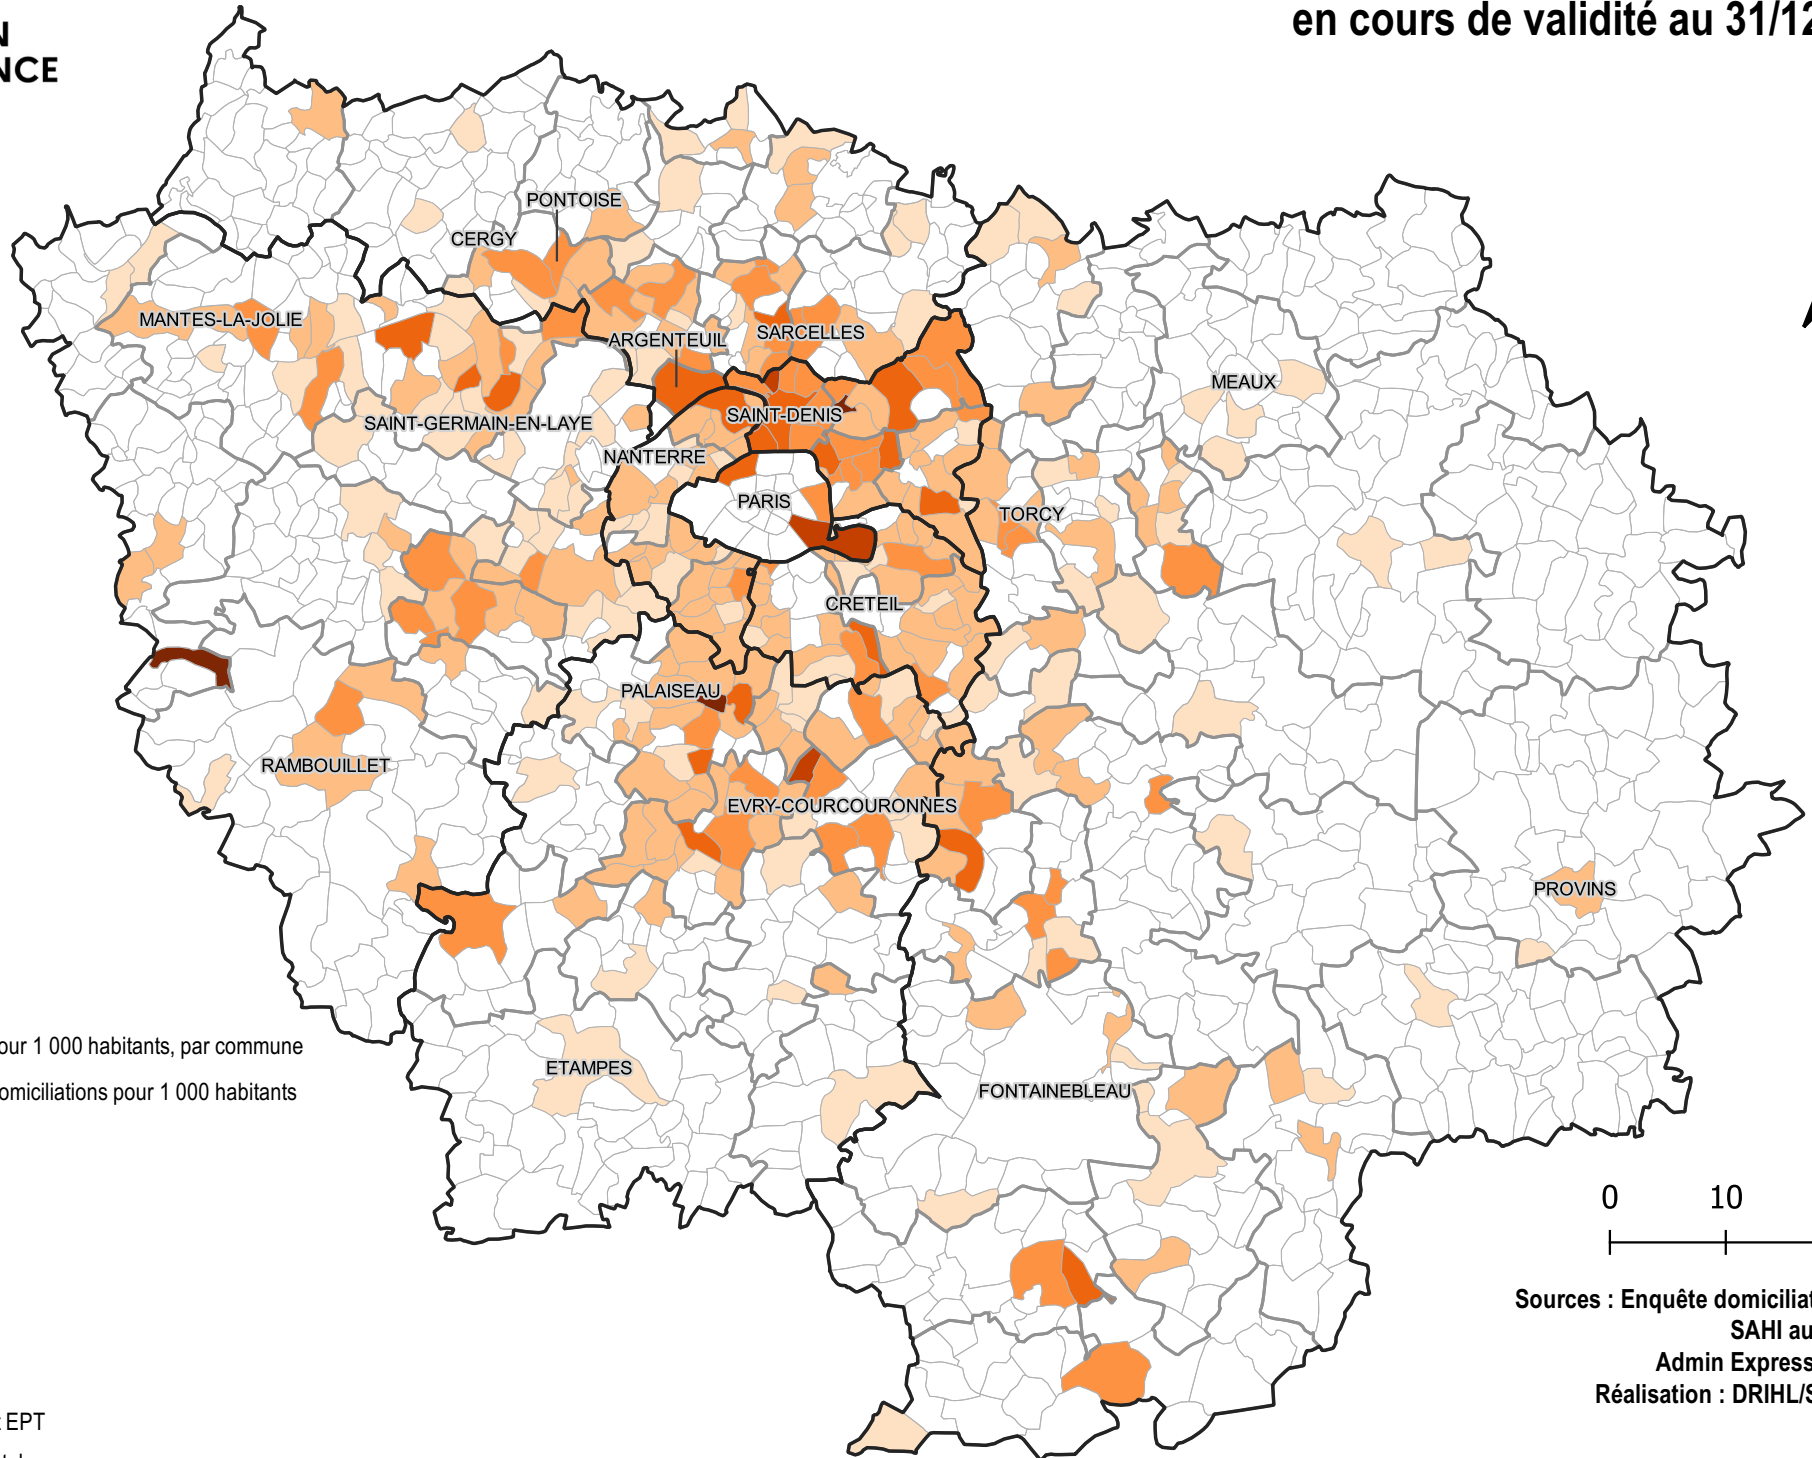 en cours de validité au 31/12
N
NCE
PONTOISE
CERGY
MANTES-LA-JOLIE
ARGENTEUIL
SARCELLES
MEAUX
SAINT-DENIS
SAINT-GERMAIN-EN-LAYE
NANTERRE
PARIS
TORCY
CRETEIL
PALAISEAU
RAMBOUILLET
EVRY-COURCOURONNES
PROVINS
our 1 000 habitants, par commune
ETAMPES
omiciliations pour 1 000 habitants
FONTAINEBLEAU
0 10
Sources : Enquête domiciliat
SAHI au
Admin Express
Réalisation : DRIHL/S
t EPT